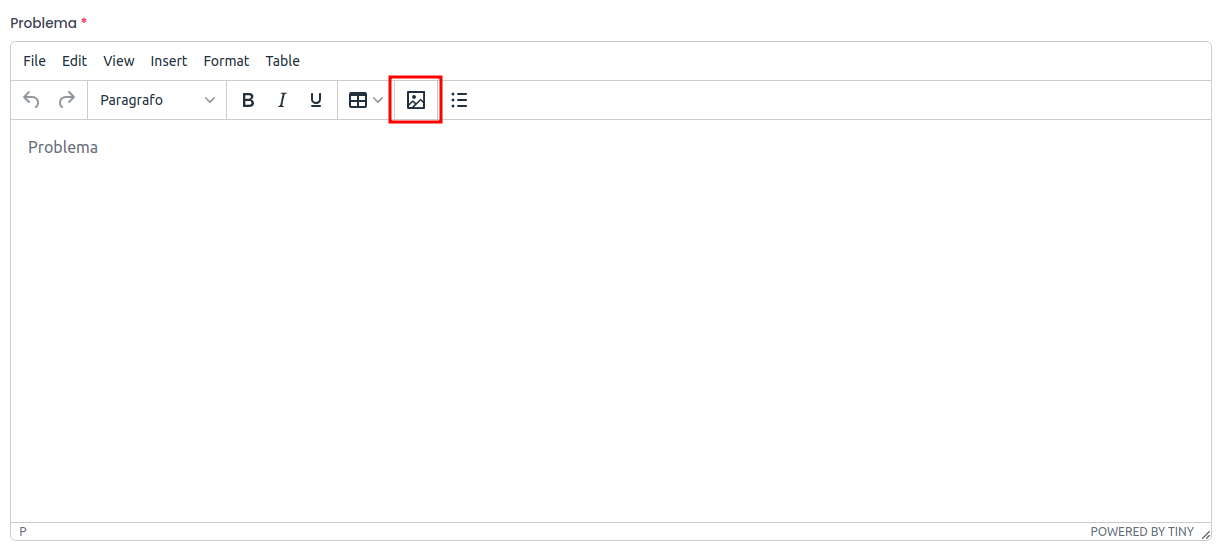 Problema *
File Edit View Insert Format Table
Paragrafo B I U
Problema
P POWERED BY TINY